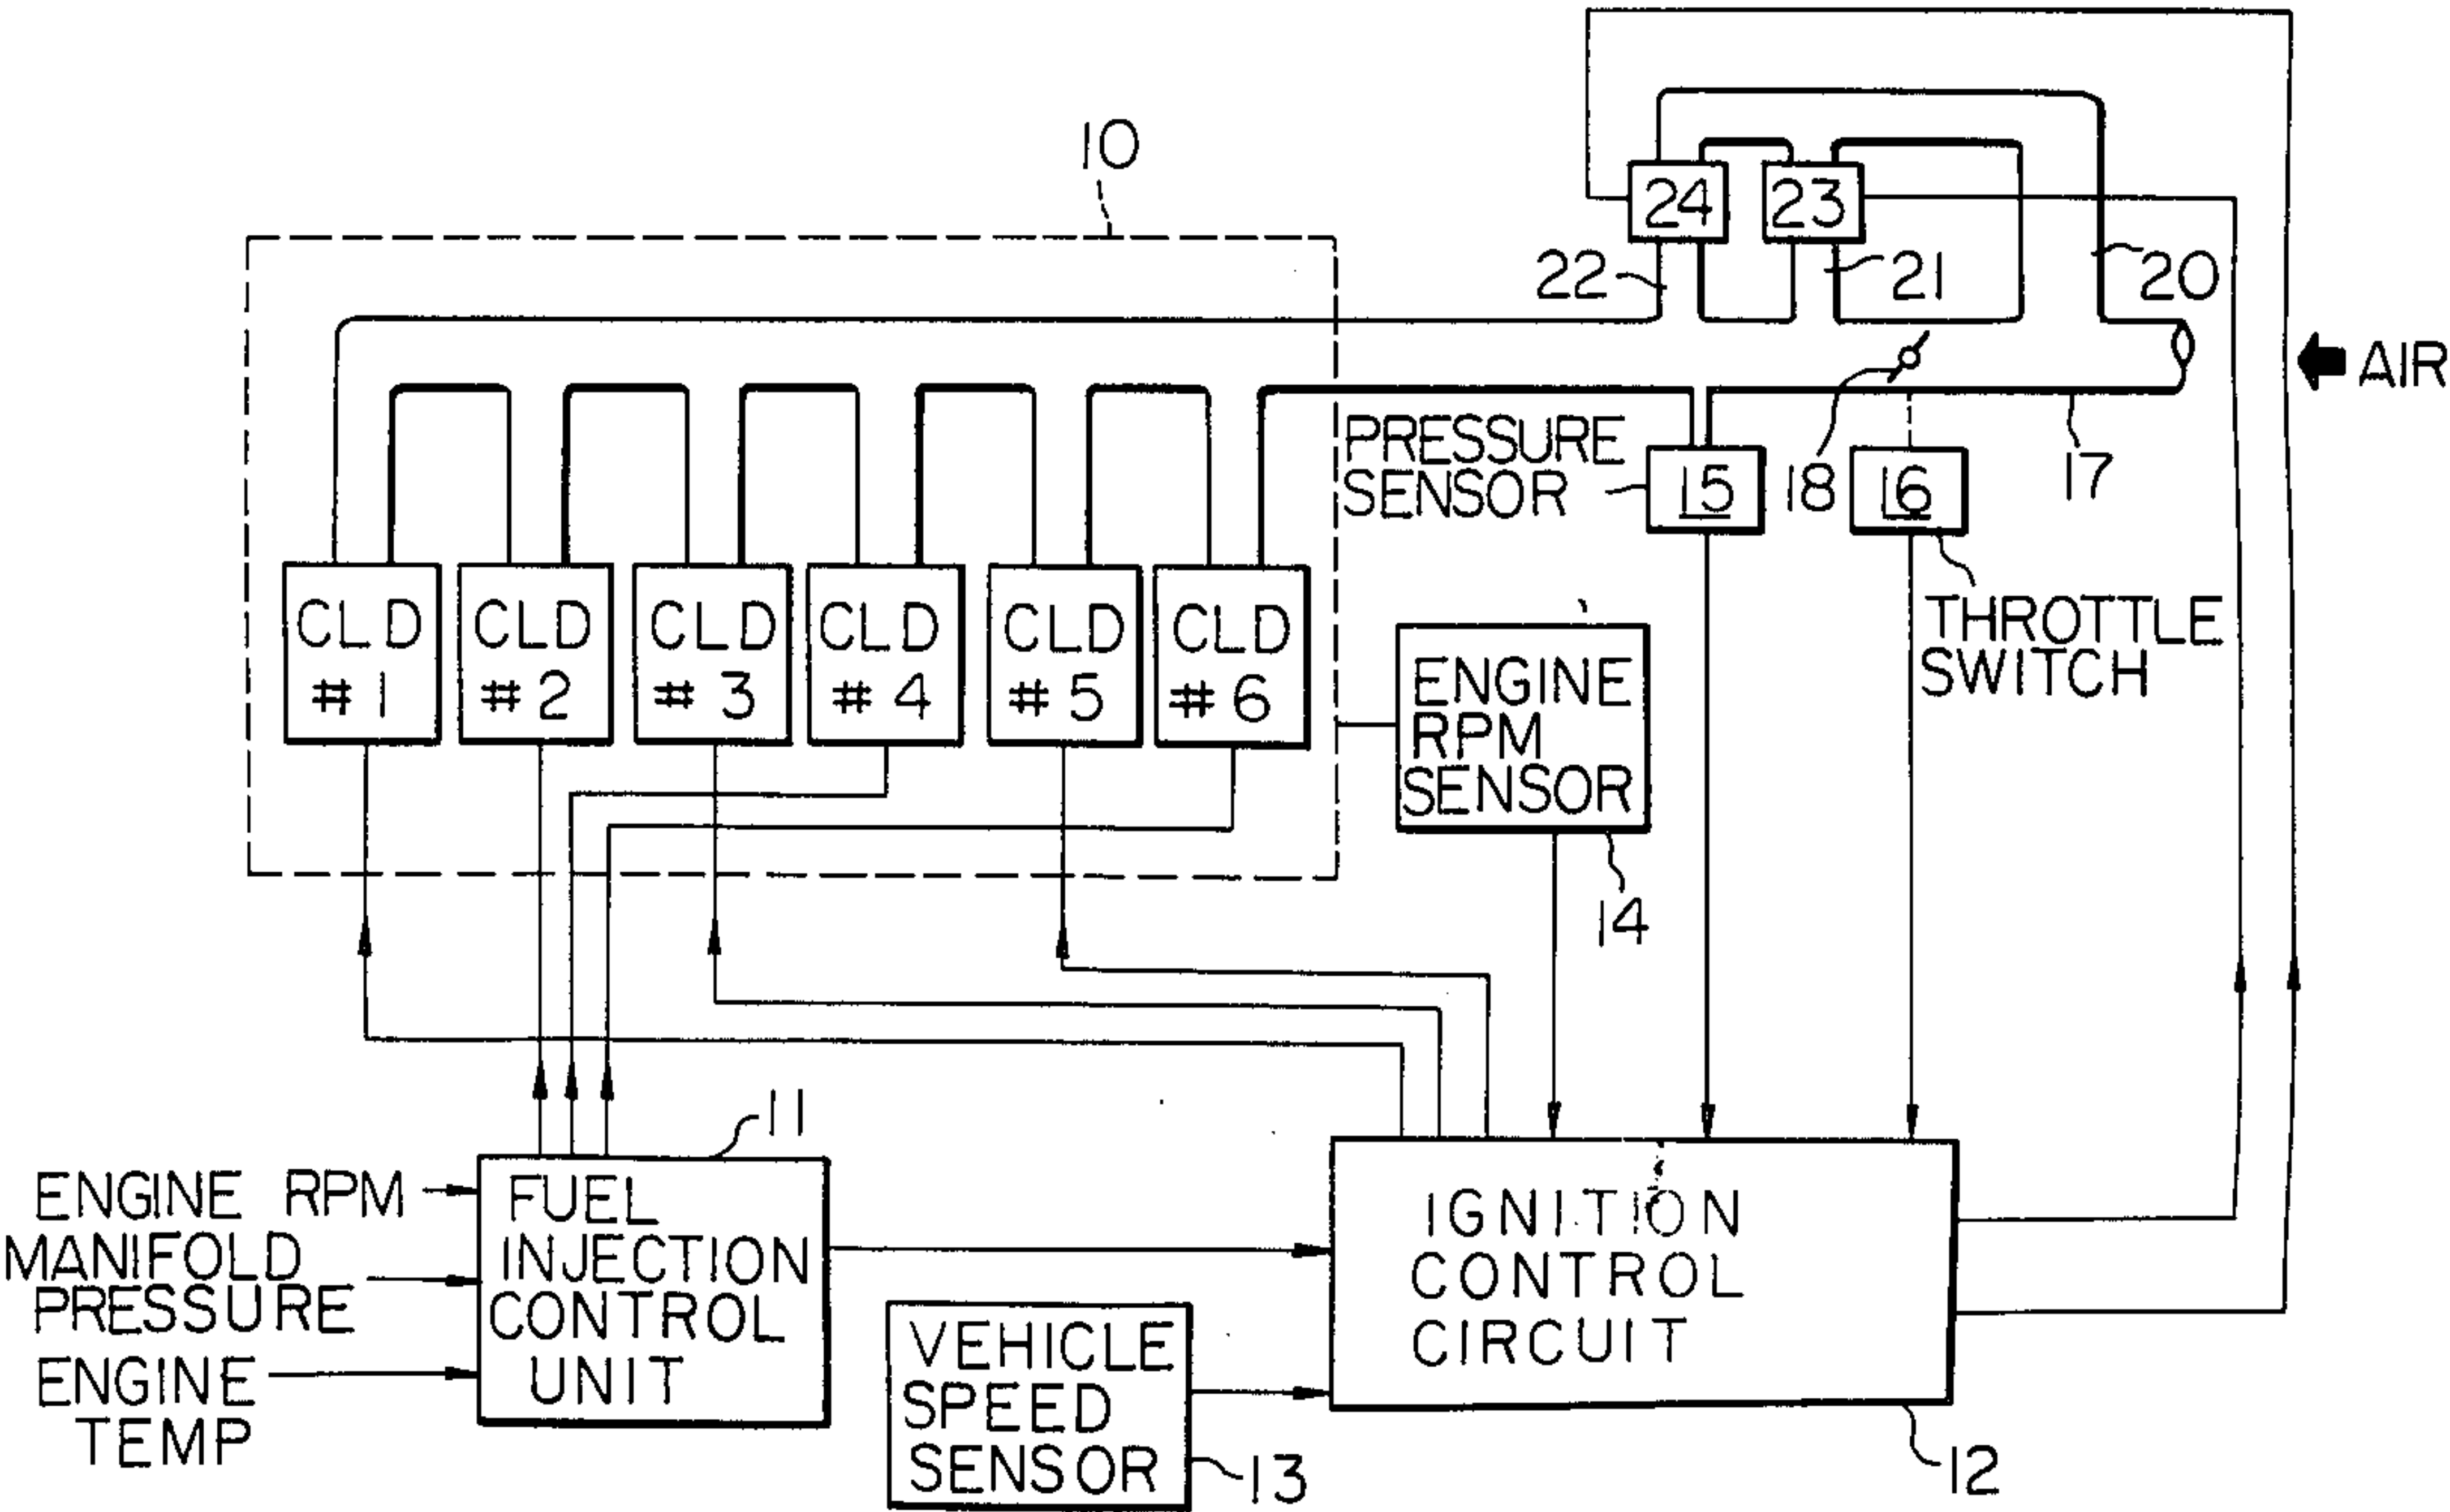 10
24
23
22
21
20
AIR
PRESSURE
SENSOR
15
18
16
17
THROTTLE
SWITCH
CLD
#1
CLD
#2
CLD
#3
CLD
#4
CLD
#5
CLD
#6
ENGINE
RPM
SENSOR
14
11
ENGINE RPM
MANIFOLD
PRESSURE
ENGINE
TEMP
FUEL
INJECTION
CONTROL
UNIT
VEHICLE
SPEED
SENSOR
13
IGNITION
CONTROL
CIRCUIT
12